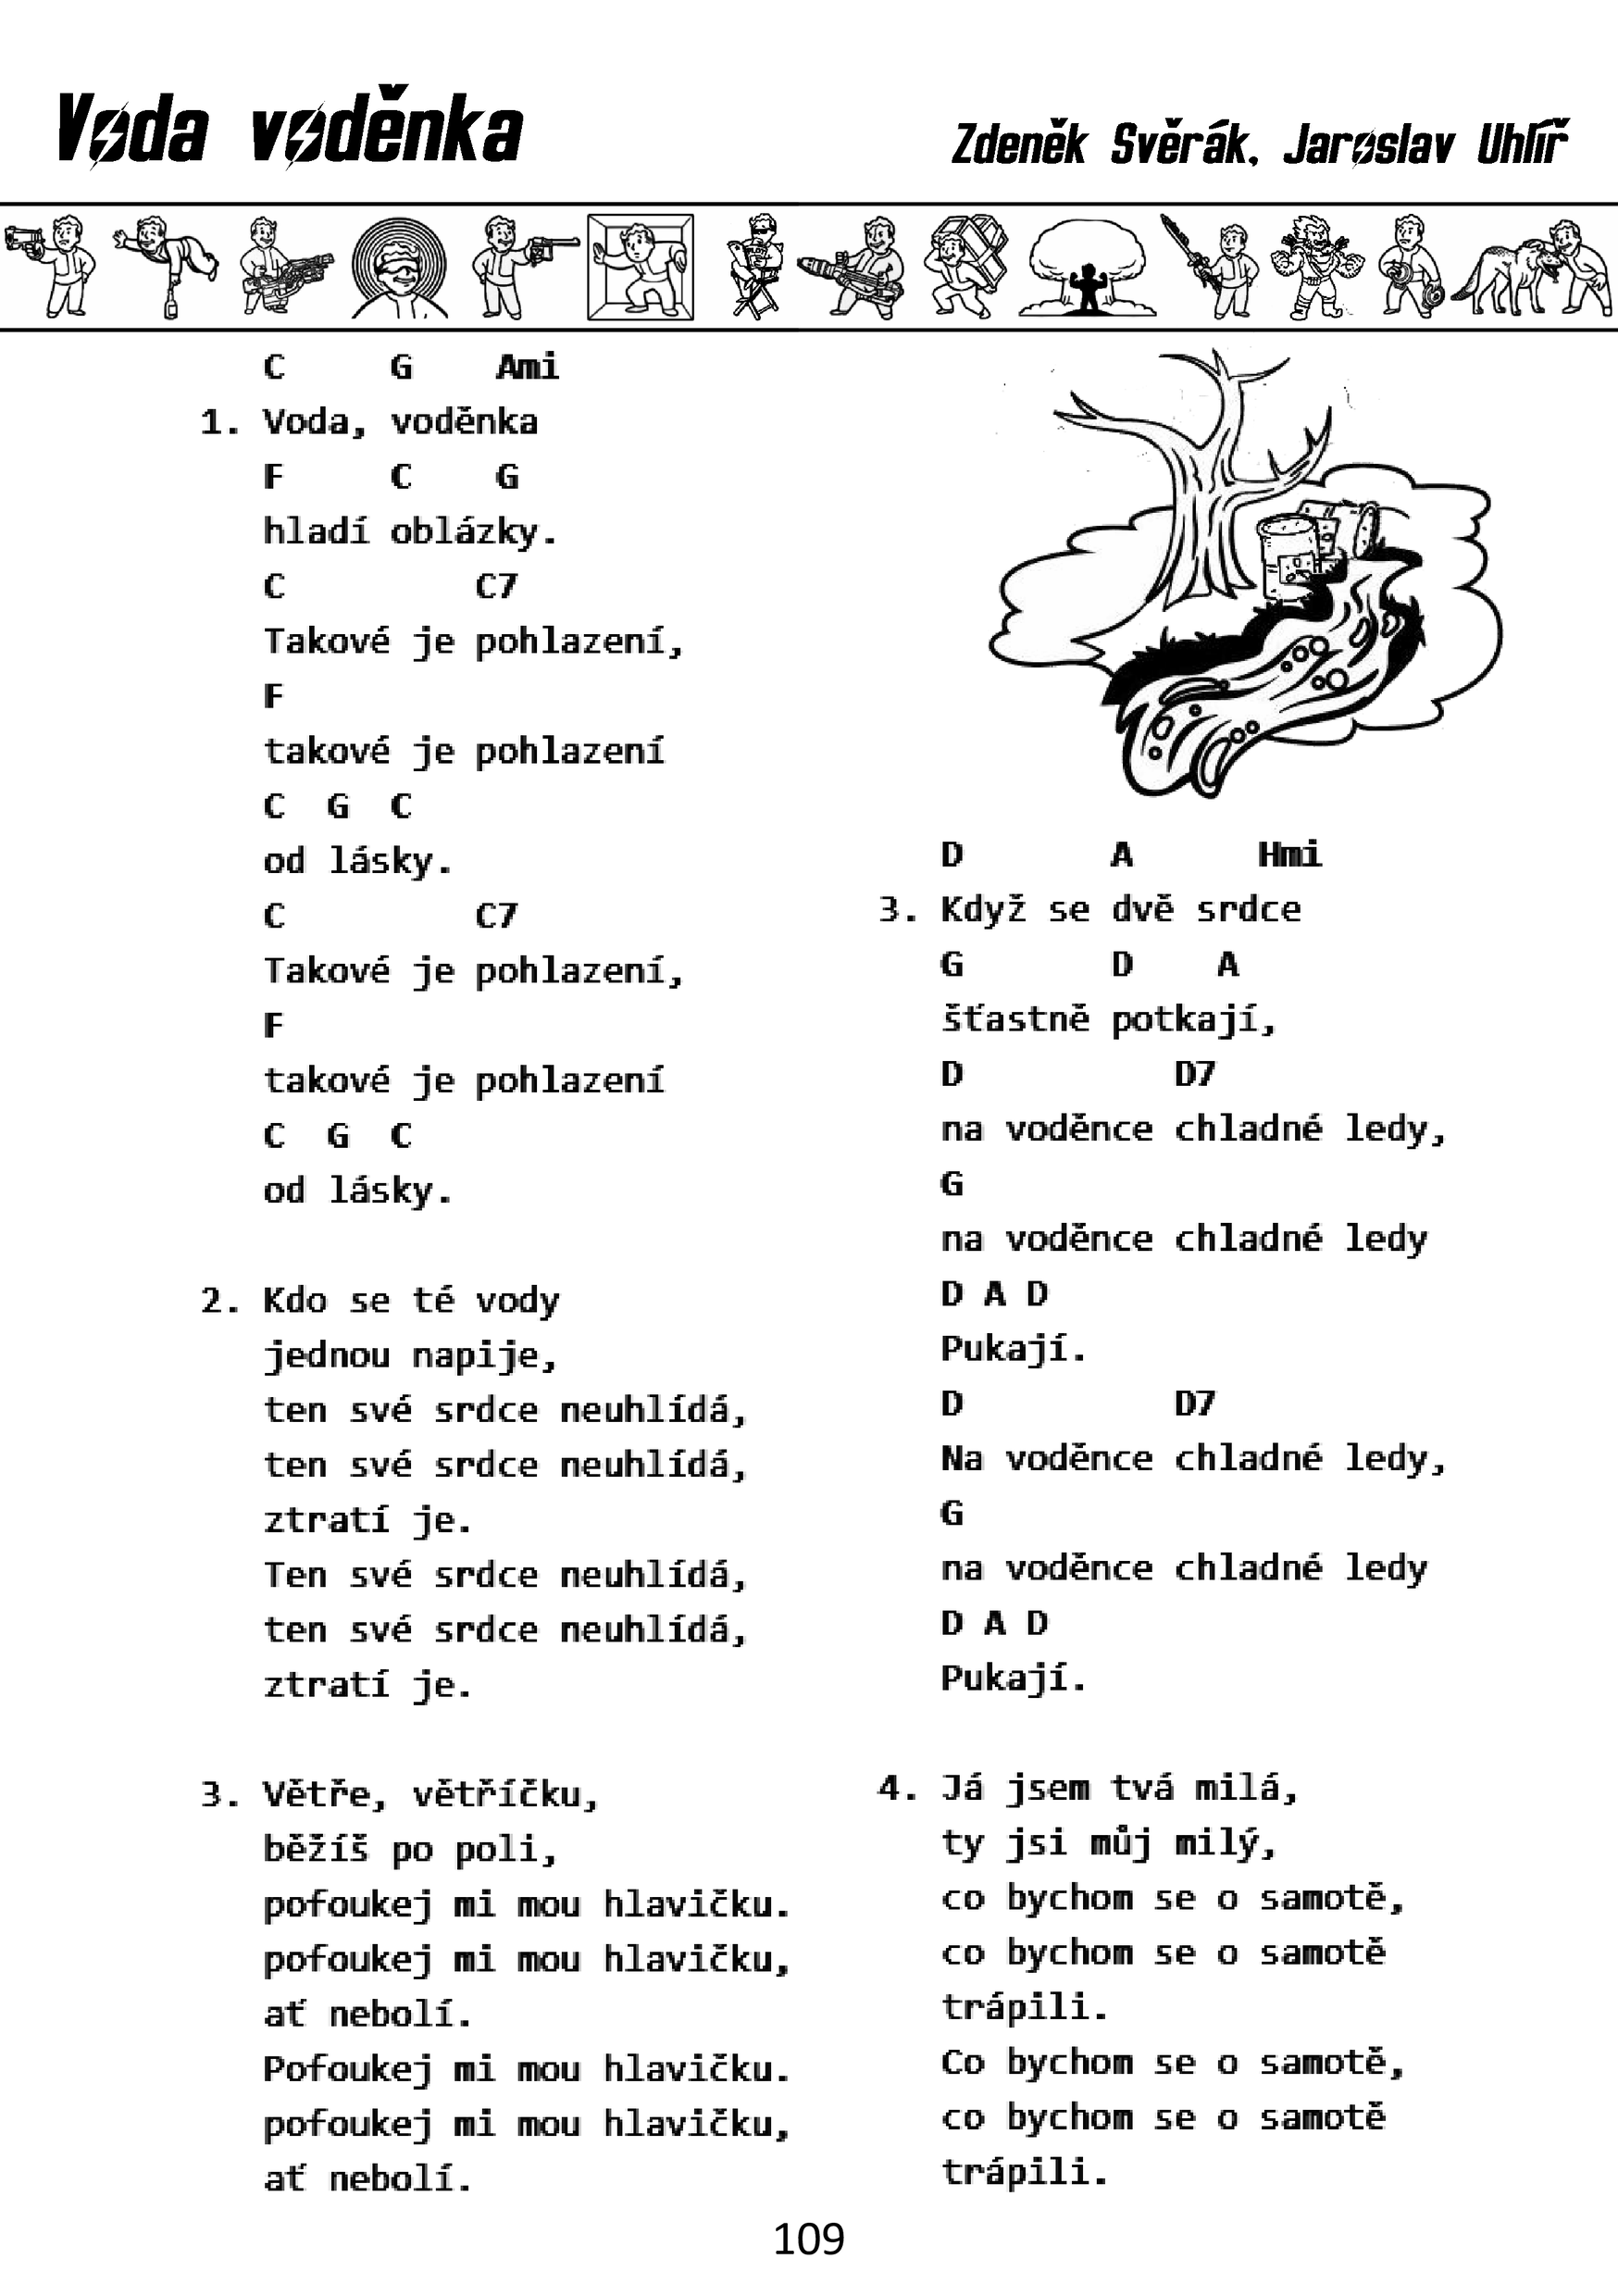 Voda voděnka
Zdeněk Svěrák, Jaroslav Uhlíř
C G Ami
1. Voda, voděnka
F C G
hladí oblázky.
C C7
Takové je pohlazení,
F
takové je pohlazení
C G C
od lásky.
C C7
Takové je pohlazení,
F
takové je pohlazení
C G C
od lásky.
2. Kdo se té vody
jednou napije,
ten své srdce neuhlídá,
ten své srdce neuhlídá,
ztratí je.
Ten své srdce neuhlídá,
ten své srdce neuhlídá,
ztratí je.
3. Větře, větříčku,
běžíš po poli,
pofoukej mi mou hlavičku.
pofoukej mi mou hlavičku,
ať nebolí.
Pofoukej mi mou hlavičku.
pofoukej mi mou hlavičku,
ať nebolí.
D A Hmi
3. Když se dvě srdce
G D A
šťastně potkají,
D D7
na voděnce chladné ledy,
G
na voděnce chladné ledy
D A D
Pukají.
D D7
Na voděnce chladné ledy,
G
na voděnce chladné ledy
D A D
Pukají.
4. Já jsem tvá milá,
ty jsi můj milý,
co bychom se o samotě,
co bychom se o samotě
trápili.
Co bychom se o samotě,
co bychom se o samotě
trápili.
109